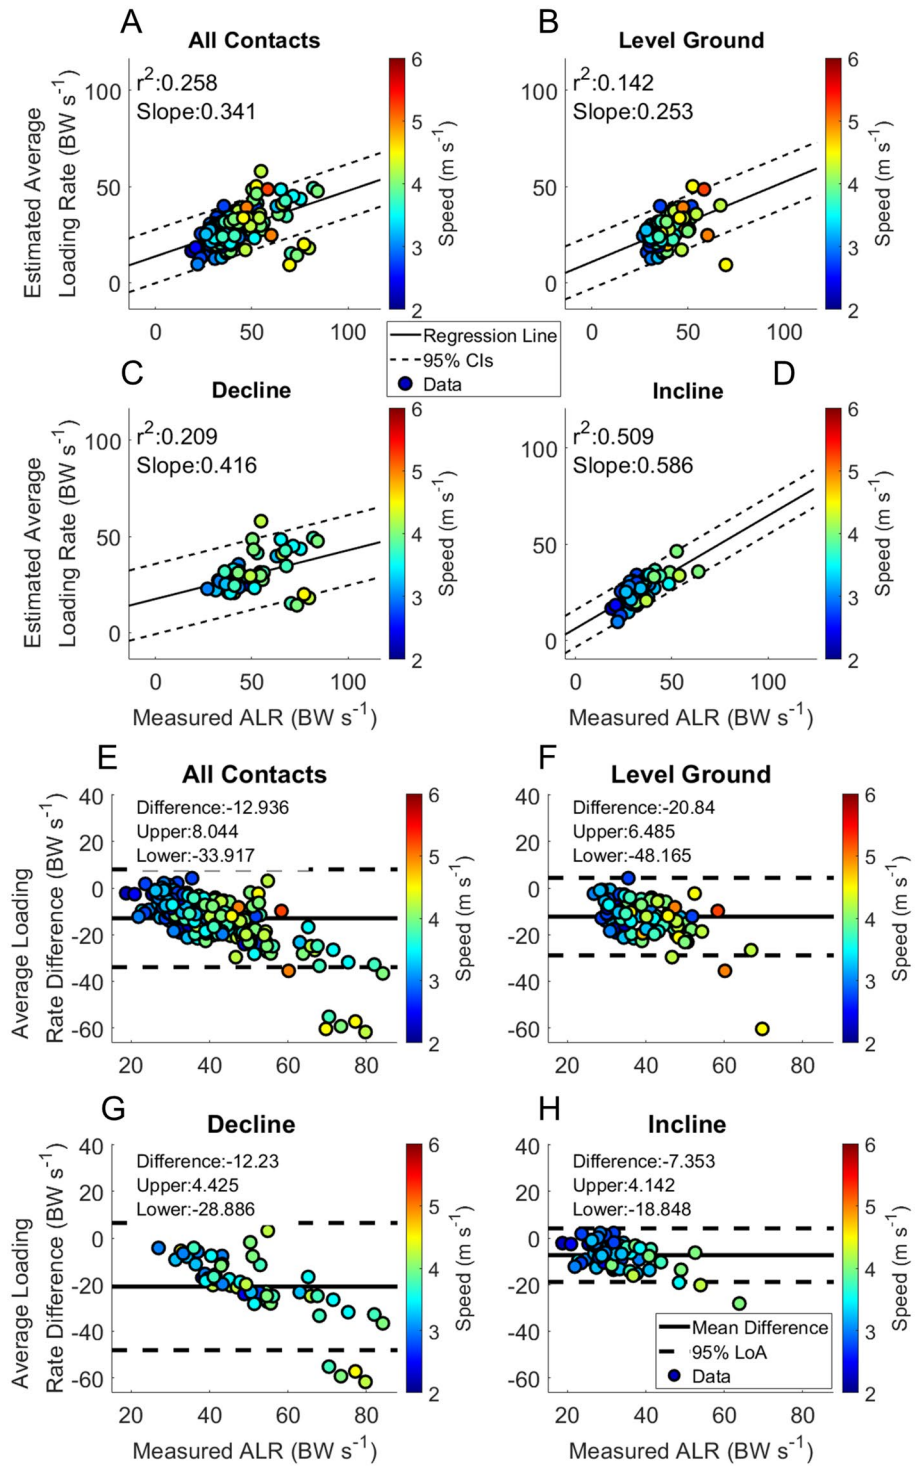 A
B
All Contacts
Level Ground
r²:0.258
Slope:0.341
r²:0.142
Slope:0.253
Estimated Average
Loading Rate (BW s⁻¹)
100
50
0
0 50 100
6
5
4
3
2
Speed (m s⁻¹)
100
50
0
0 50 100
6
5
4
3
2
Speed (m s⁻¹)
Regression Line
95% CIs
Data
C
D
Decline
Incline
r²:0.209
Slope:0.416
r²:0.509
Slope:0.586
Estimated Average
Loading Rate (BW s⁻¹)
100
50
0
0 50 100
Measured ALR (BW s⁻¹)
6
5
4
3
2
Speed (m s⁻¹)
100
50
0
0 50 100
Measured ALR (BW s⁻¹)
6
5
4
3
2
Speed (m s⁻¹)
E
F
All Contacts
Level Ground
Difference:-12.936
Upper:8.044
Lower:-33.917
Difference:-20.84
Upper:6.485
Lower:-48.165
Average Loading
Rate Difference (BW s⁻¹)
40
20
0
-20
-40
-60
20 40 60 80
6
5
4
3
2
Speed (m s⁻¹)
40
20
0
-20
-40
-60
20 40 60 80
6
5
4
3
2
Speed (m s⁻¹)
G
H
Decline
Incline
Difference:-12.23
Upper:4.425
Lower:-28.886
Difference:-7.353
Upper:4.142
Lower:-18.848
Average Loading
Rate Difference (BW s⁻¹)
40
20
0
-20
-40
-60
20 40 60 80
Measured ALR (BW s⁻¹)
6
5
4
3
2
Speed (m s⁻¹)
40
20
0
-20
-40
-60
Mean Difference
95% LoA
Data
20 40 60 80
Measured ALR (BW s⁻¹)
6
5
4
3
2
Speed (m s⁻¹)